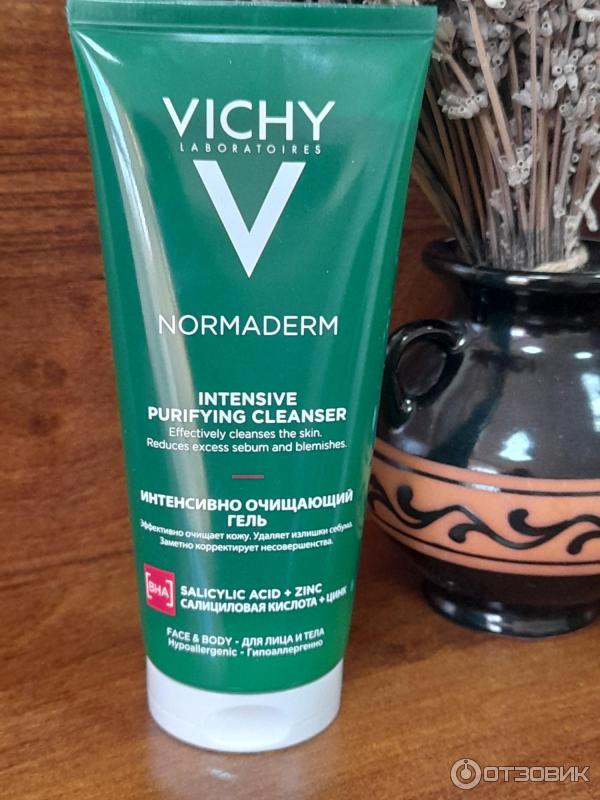 VICHY
LABORATOIRES
V
NORMADERM
INTENSIVE
PURIFYING CLEANSER
Effectively cleanses the skin.
Reduces excess sebum and blemishes.
ИНТЕНСИВНО ОЧИЩАЮЩИЙ
ГЕЛЬ
Эффективно очищает кожу. Удаляет излишки себума.
Заметно корректирует несовершенства.
[BHA]
SALICYLIC ACID + ZINC
САЛИЦИЛОВАЯ КИСЛОТА + ЦИНК
FACE & BODY - ДЛЯ ЛИЦА И ТЕЛА
Hypoallergenic - Гипоаллергенно
ОТЗОВИК